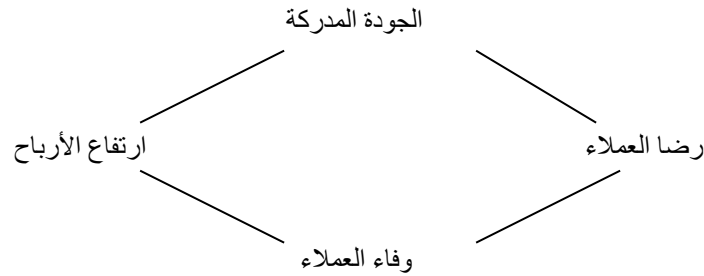 الجودة المدركة
رضا العملاء
ارتفاع الأرباح
وفاء العملاء